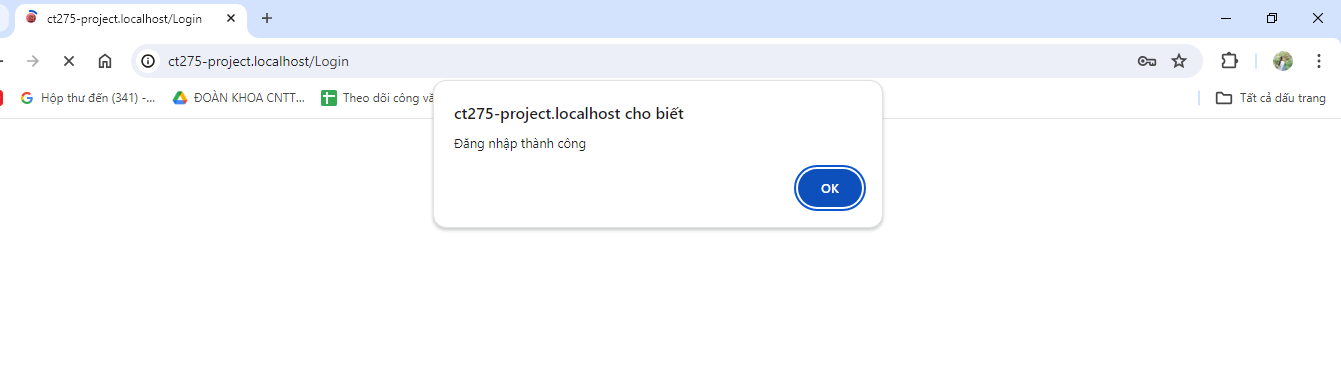 ct275-project.localhost/Login
ct275-project.localhost/Login
Hộp thư đến (341) -...
ĐOÀN KHOA CNTT...
Theo dõi công vă
Tất cả dấu trang
ct275-project.localhost cho biết
Đăng nhập thành công
OK